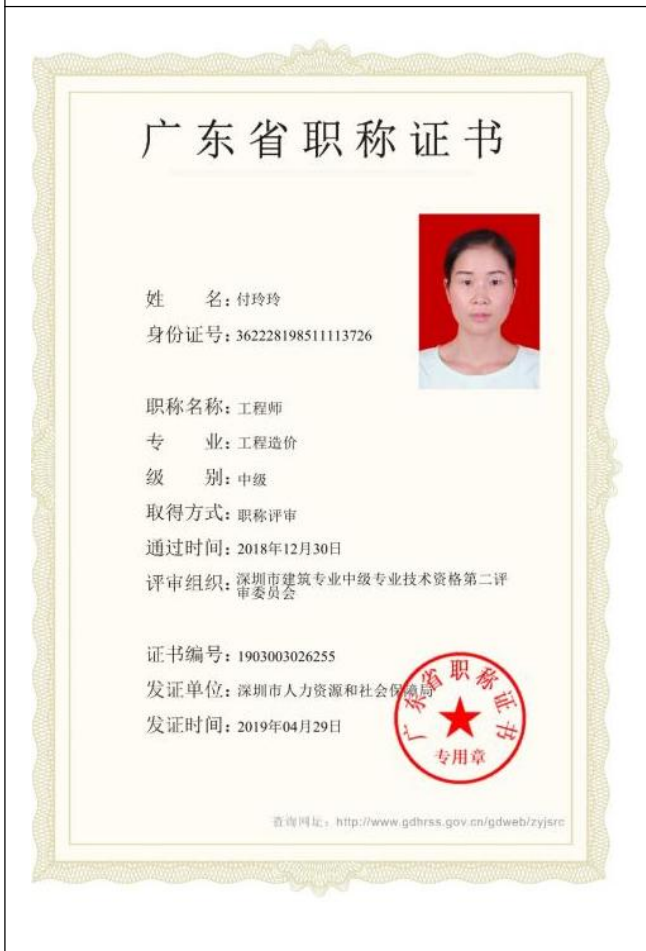 广东省职称证书
姓 名：付玲玲
身份证号：362228198511113726
职称名称：工程师
专 业：工程造价
级 别：中级
取得方式：职称评审
通过时间：2018年12月30日
评审组织：深圳市建筑专业中级专业技术资格第二评
审委员会
证书编号：1903003026255
发证单位：深圳市人力资源和社会保障局
发证时间：2019年04月29日
广东省职称证书
专用章
查询网址：http://www.gdhrss.gov.cn/gdweb/zyjsrc